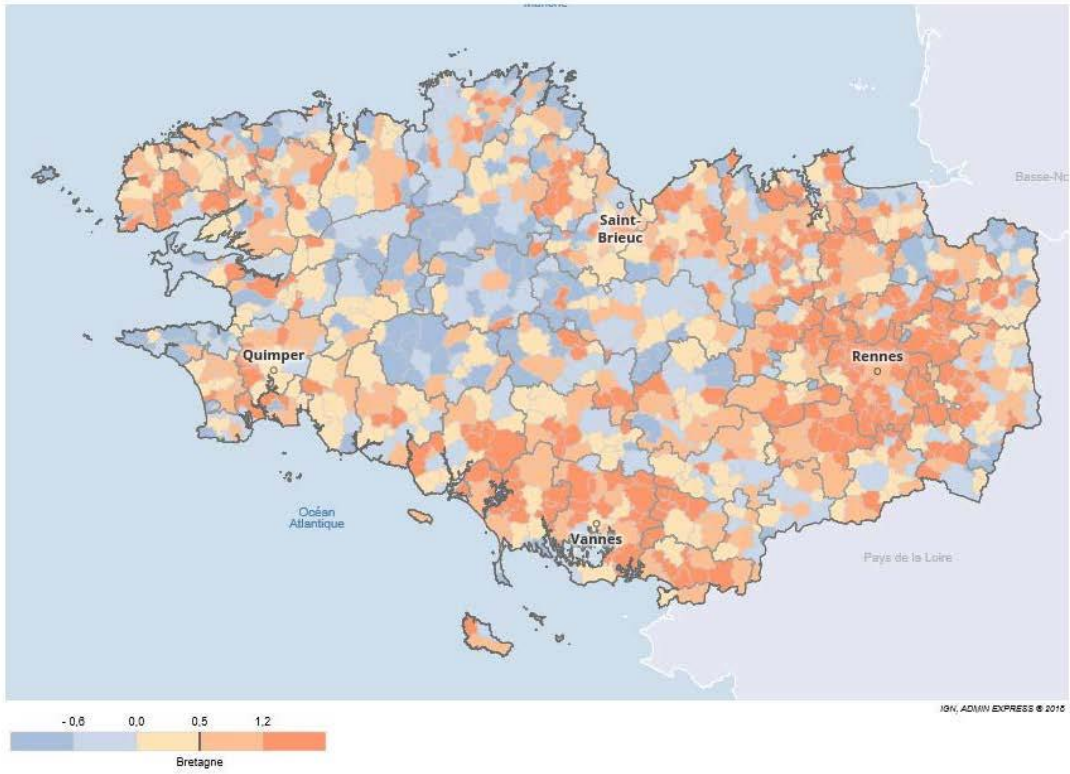 Basse-No
Saint-
Brieuc
Quimper
Rennes
Océan
Atlantique
Vannes
Pays de la Loire
IGN, ADMIN EXPRESS © 2016
- 0,6 0,0 0,5 1,2
Bretagne